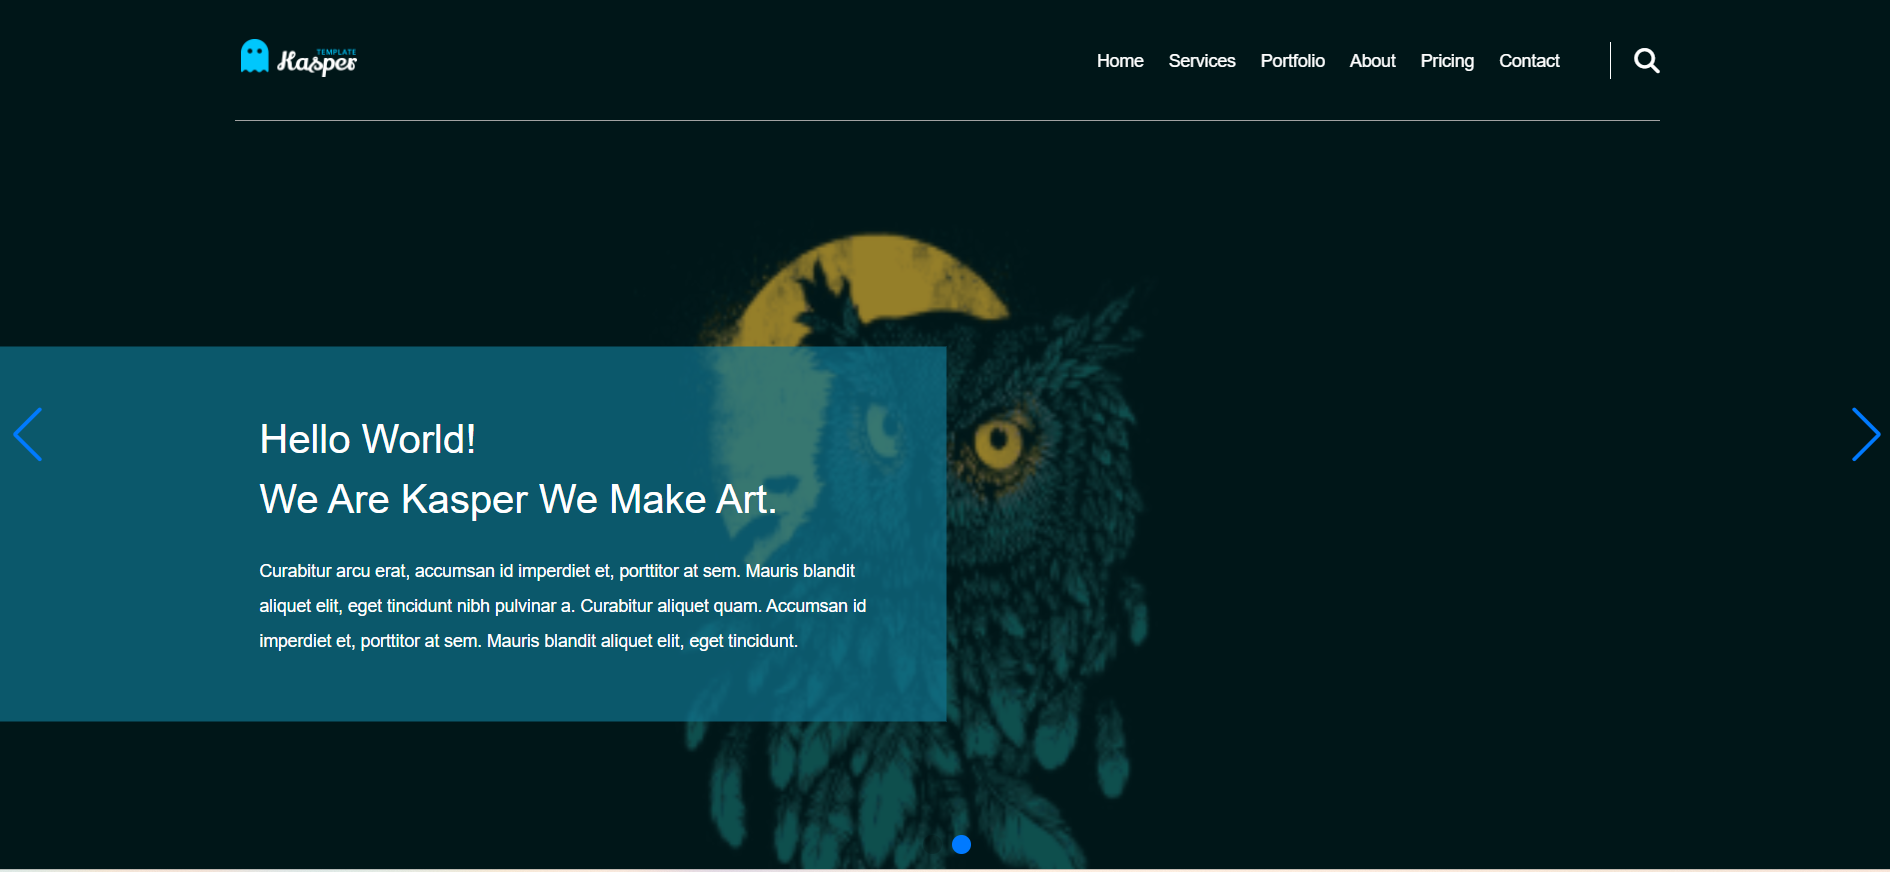 TEMPLATE
Kasper
Home Services Portfolio About Pricing Contact
Hello World!
We Are Kasper We Make Art.
Curabitur arcu erat, accumsan id imperdiet et, porttitor at sem. Mauris blandit
aliquet elit, eget tincidunt nibh pulvinar a. Curabitur aliquet quam. Accumsan id
imperdiet et, porttitor at sem. Mauris blandit aliquet elit, eget tincidunt.